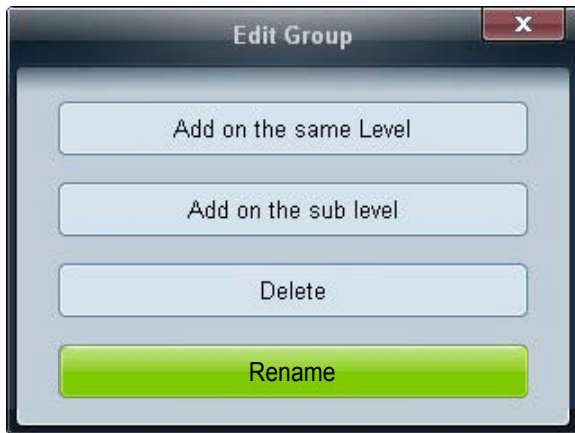 Edit Group
X
Add on the same Level
Add on the sub level
Delete
Rename